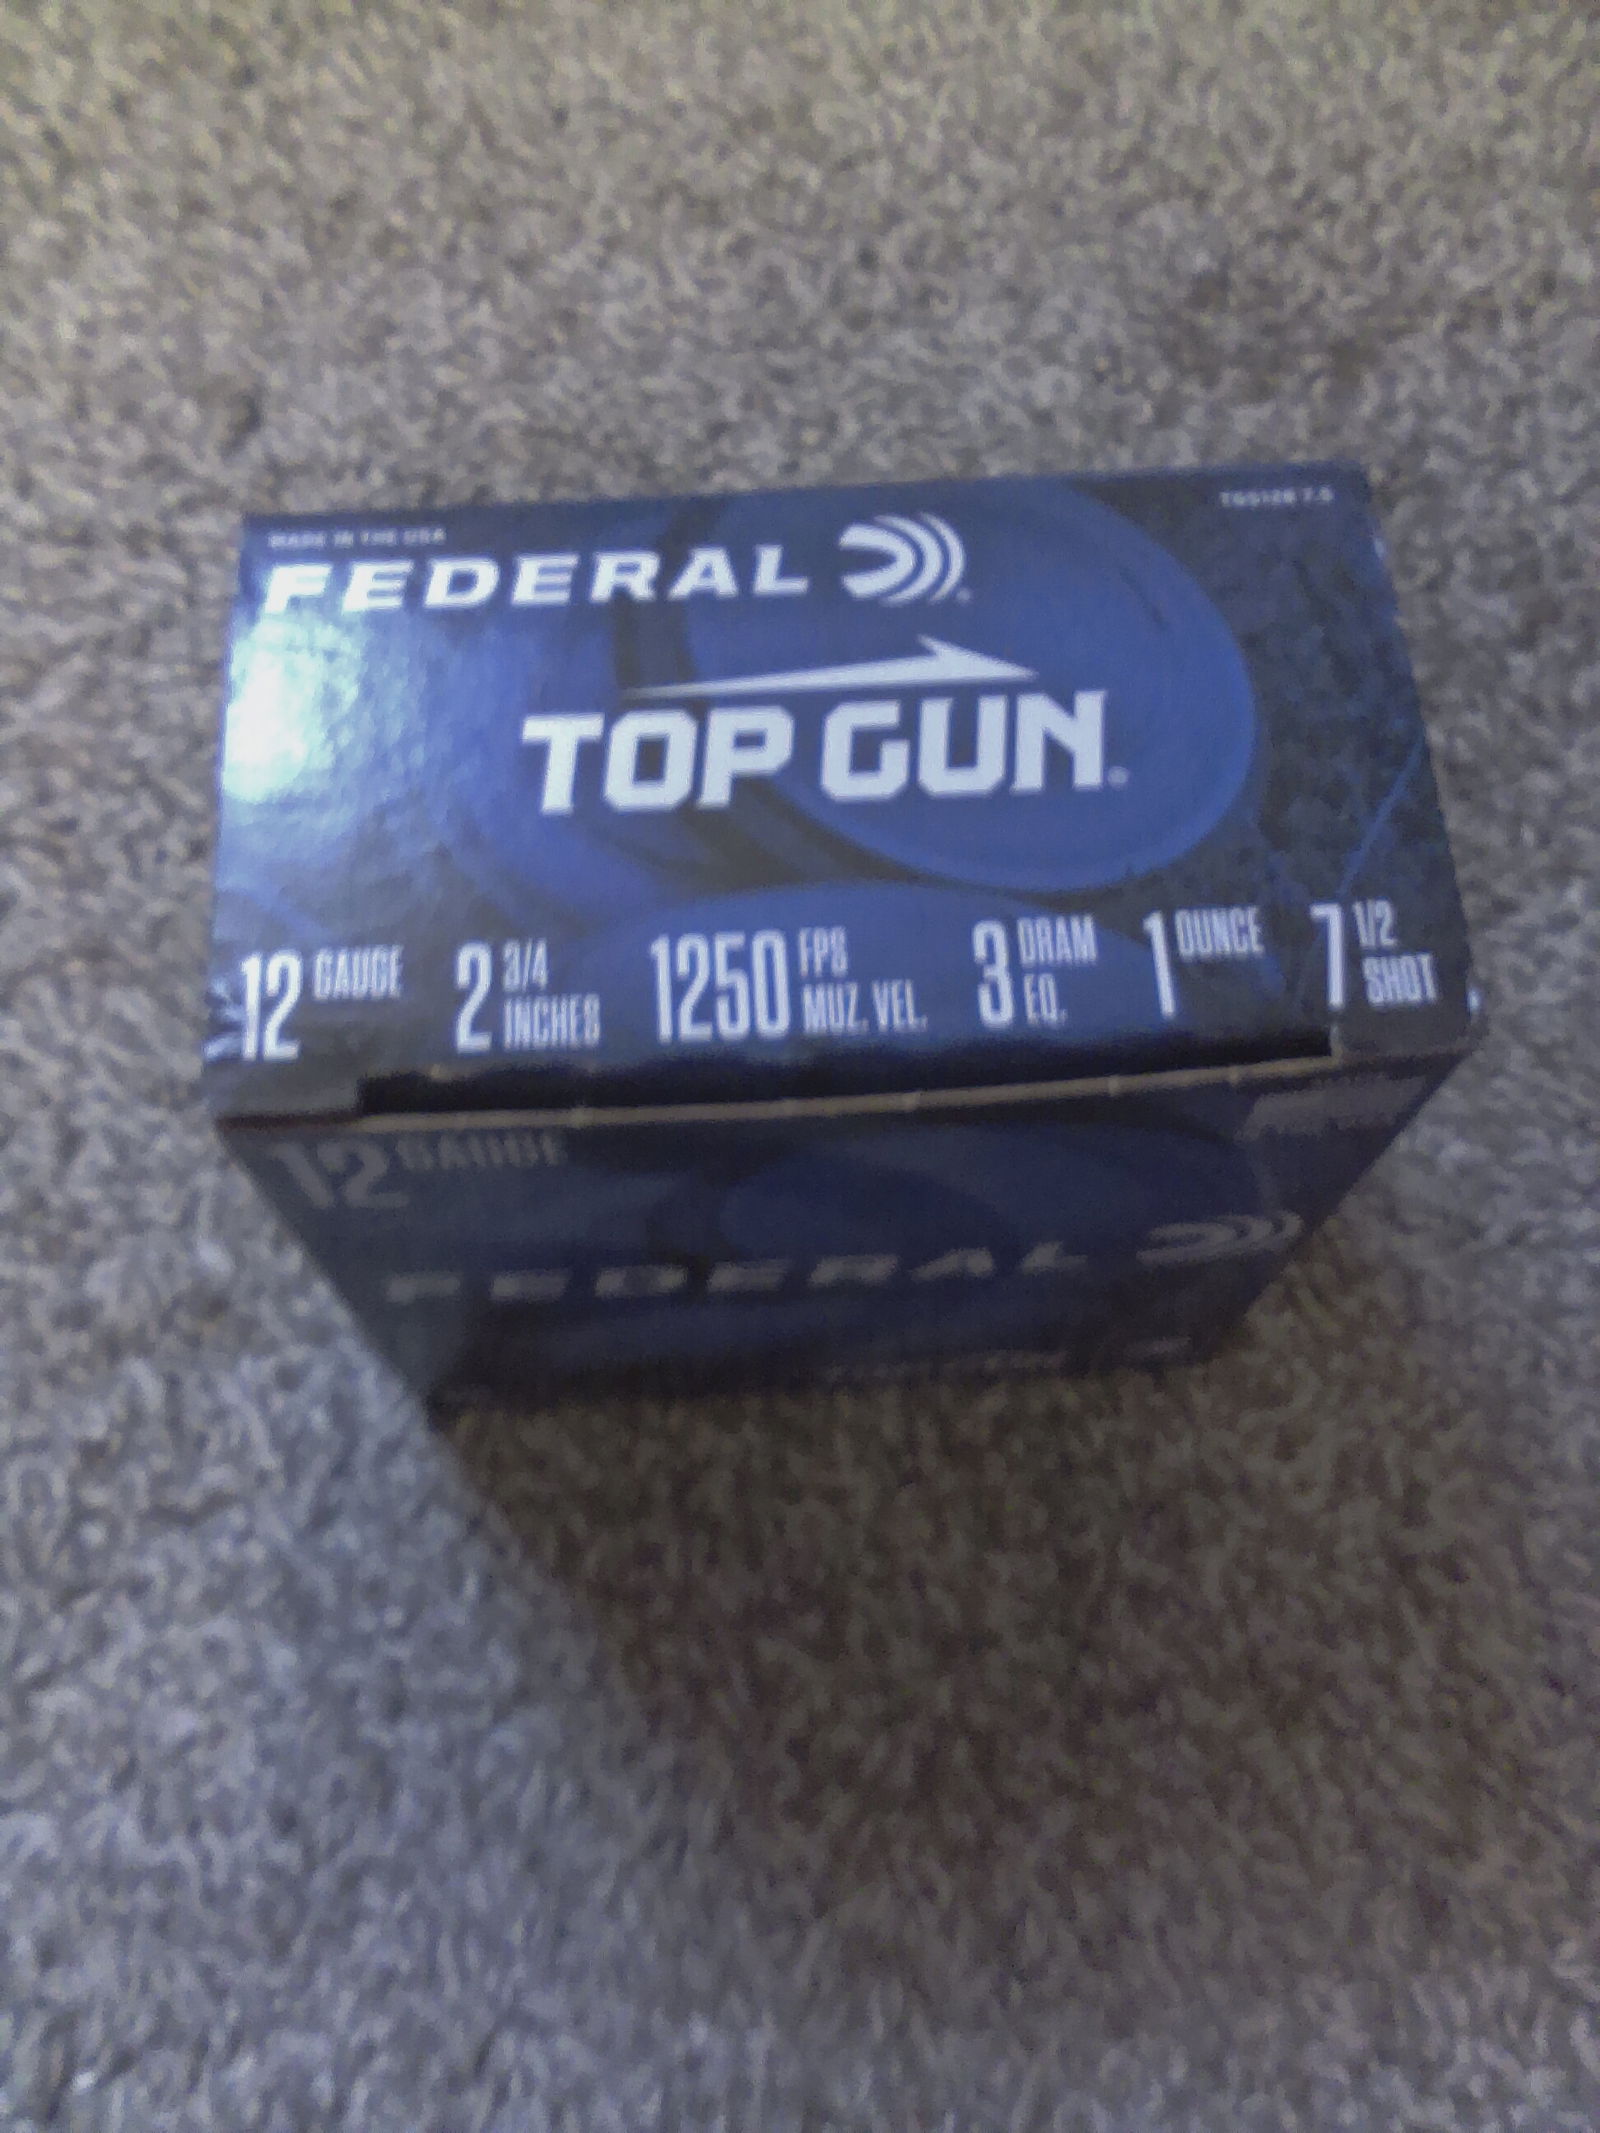 MADE IN THE USA
FEDERAL
TOP GUN
12 GAUGE 2 3/4 INCHES 1250 FPS MUZ. VEL. 3 DRAM EQ. 1 OUNCE 7 1/2 SHOT
12 GAUGE
FEDERAL